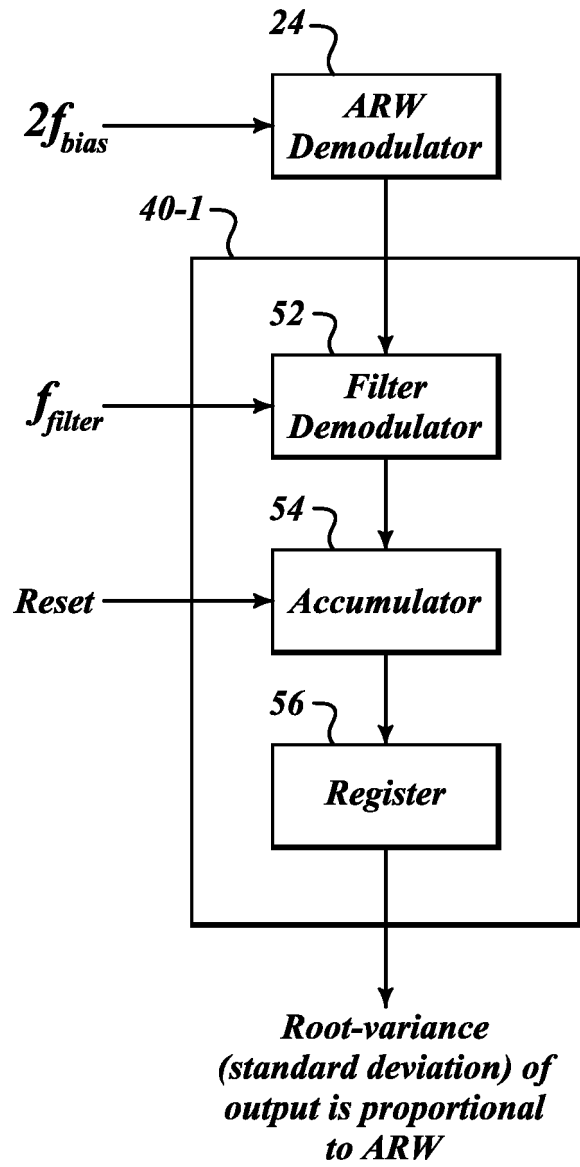 24
ARW
Demodulator
2f_bias
40-1
52
Filter
Demodulator
f_filter
54
Accumulator
Reset
56
Register
Root-variance
(standard deviation) of
output is proportional
to ARW